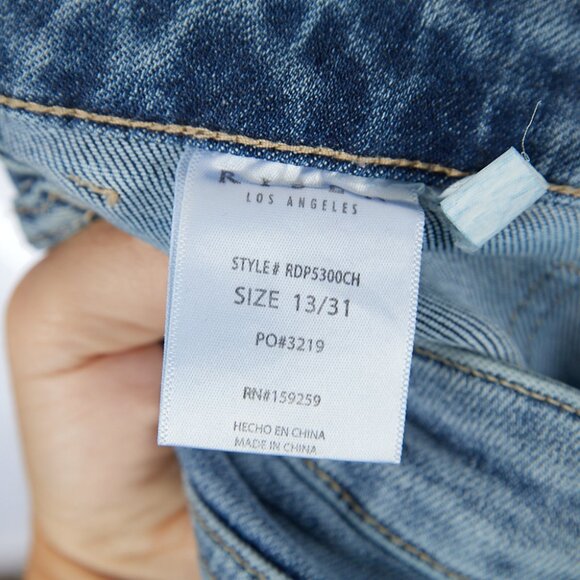 LOS ANGELES
STYLE# RDP5300CH
SIZE 13/31
PO#3219
RN#159259
HECHO EN CHINA
MADE IN CHINA